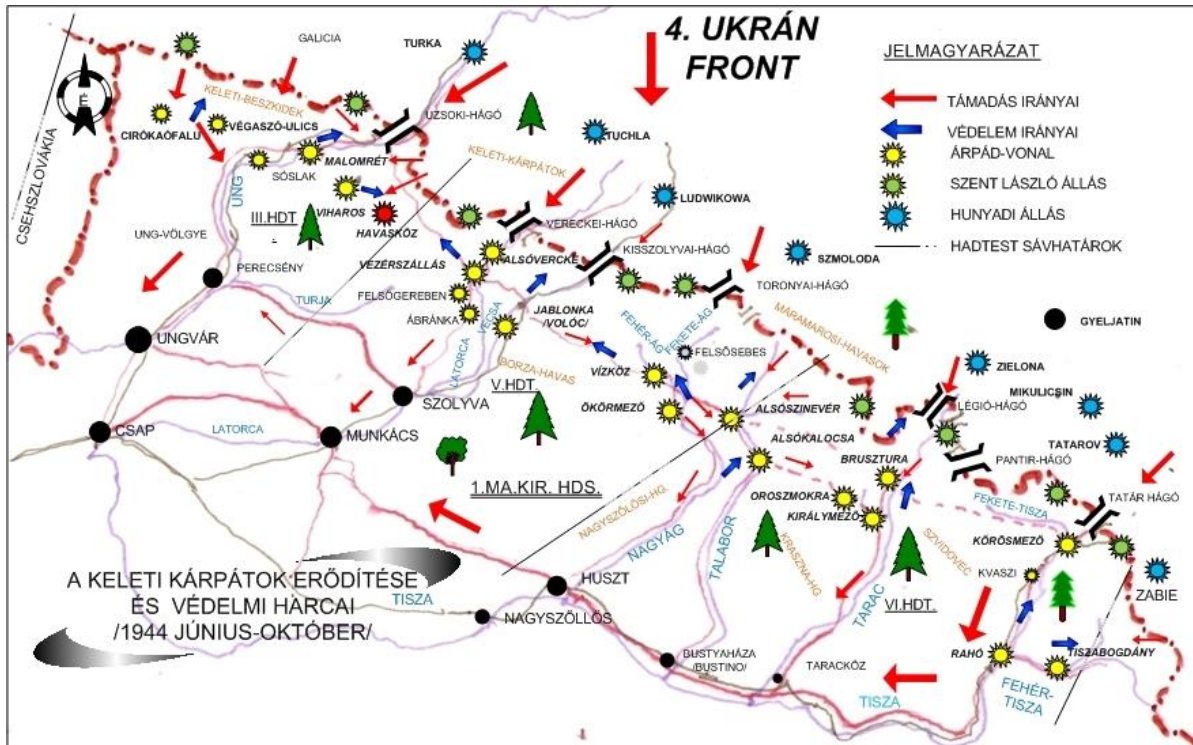 GALICIA
TURKA
4. UKRÁN
FRONT
JELMAGYARÁZAT
TÁMADÁS IRÁNYAI
VÉDELEM IRÁNYAI
ÁRPÁD-VONAL
SZENT LÁSZLÓ ÁLLÁS
HUNYADI ÁLLÁS
HADTEST SÁVHATÁROK
É
CSEHSZLOVÁKIA
KELETI-BESZKIDEK
CIRÓKAÓFALU
VÉGASZÓ-ULICS
UZSOKI-HÁGÓ
TUCHLA
MALOMRÉT
SÓSLAK
UNG
KELETI-KÁRPÁTOK
VIHAROS
HAVASKÖZ
III.HDT
LUDWIKOWA
UNG-VÖLGYE
VERECKEI-HÁGÓ
KISSZOLYVAI-HÁGÓ
SZMOLODA
PERECSÉNY
VEZÉRSZÁLLÁS
ALSÓVERCKE
TORONYAI-HÁGÓ
FELSŐGEREBEN
TURJA
ÁBRÁNKA
VECSA
JABLONKA
/VOLÓC/
MÁRAMAROSI-HAVASOK
GYELJATIN
UNGVÁR
LATORCA
BORZA-HAVAS
FEHÉR-ÁG
FEKETE-ÁG
FELSŐSEBES
VÍZKÖZ
ZIELONA
SZOLYVA
V.HDT.
ÖKÖRMEZŐ
ALSÓSZINEVÉR
LÉGIÓ-HÁGÓ
MIKULICSIN
CSAP
LATORCA
MUNKÁCS
ALSÓKALOCSA
BRUSZTURA
PANTIR-HÁGÓ
TATAROV
1.MA.KIR. HDS.
NAGYSZŐLŐSI-HG.
OROSZMOKRA
KIRÁLYMEZŐ
FEKETE-TISZA
TATÁR HÁGÓ
NAGYÁG
TALABOR
KRASZNA-HG
SZVIDOVEC
KŐRÖSMEZŐ
KVASZI
ZABIE
A KELETI KÁRPÁTOK ERŐDÍTÉSE
ÉS VÉDELMI HARCAI
/1944 JÚNIUS-OKTÓBER/
TISZA
HUSZT
NAGYSZŐLLŐS
TARAC
VI.HDT.
BUSTYAHÁZA
/BUSTINO/
TARACKÖZ
RAHÓ
TISZABOGDÁNY
TISZA
FEHÉR-
TISZA